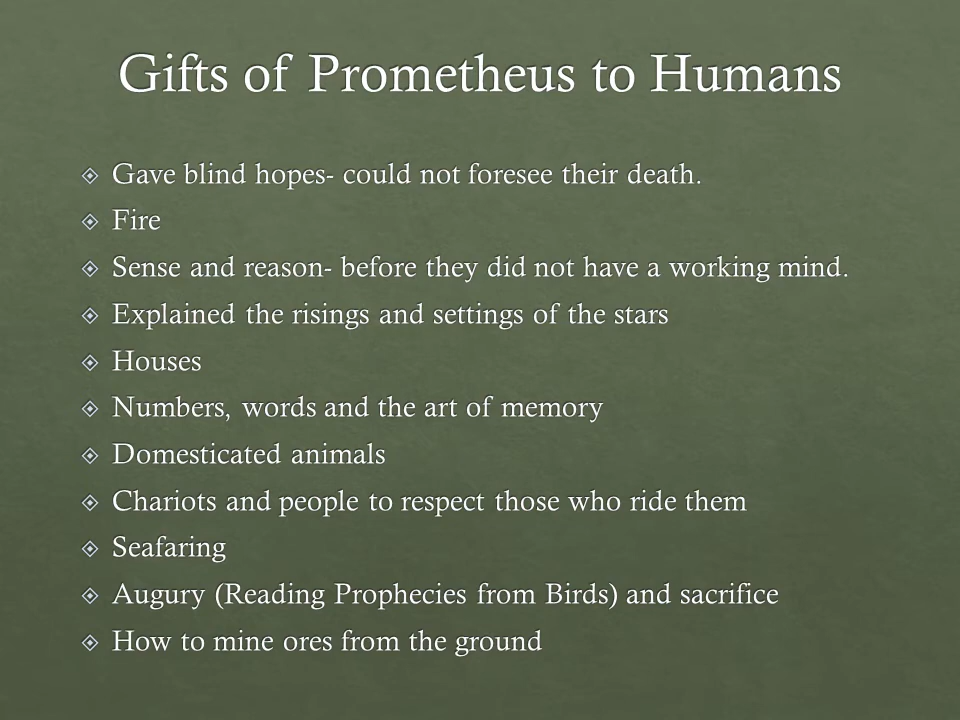 Gifts of Prometheus to Humans
Gave blind hopes- could not foresee their death.
Fire
Sense and reason- before they did not have a working mind.
Explained the risings and settings of the stars
Houses
Numbers, words and the art of memory
Domesticated animals
Chariots and people to respect those who ride them
Seafaring
Augury (Reading Prophecies from Birds) and sacrifice
How to mine ores from the ground